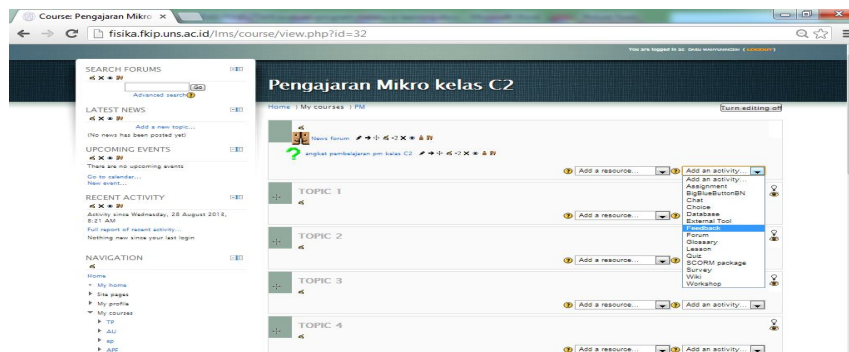 Course: Pengajaran Mikro
fisika.fkip.uns.ac.id/lms/course/view.php?id=32
You are logged in as
SEARCH FORUMS
Go
Advanced search
LATEST NEWS
Add a new topic...
(No news has been posted yet)
UPCOMING EVENTS
There are no upcoming events
Go to calendar...
New event...
RECENT ACTIVITY
Activity since Wednesday, 28 August 2013, 8:21 AM
Full report of recent activity...
Nothing new since your last login
NAVIGATION
Home
My home
Site pages
My profile
My courses
TP
AU
ep
APF
Pengajaran Mikro kelas C2
Home | My courses | PM
Turn editing off
News forum
angkat pembelajaran pm kelas C2
Add a resource...
Add an activity...
Add an activity...
Assignment
BigBlueButtonBN
Chat
Choice
Database
External Tool
Feedback
Forum
Glossary
Lesson
Quiz
SCORM package
Survey
Wiki
Workshop
TOPIC 1
Add a resource...
TOPIC 2
Add a resource...
TOPIC 3
Add a resource...
Add an activity...
TOPIC 4
Add a resource...
Add an activity...